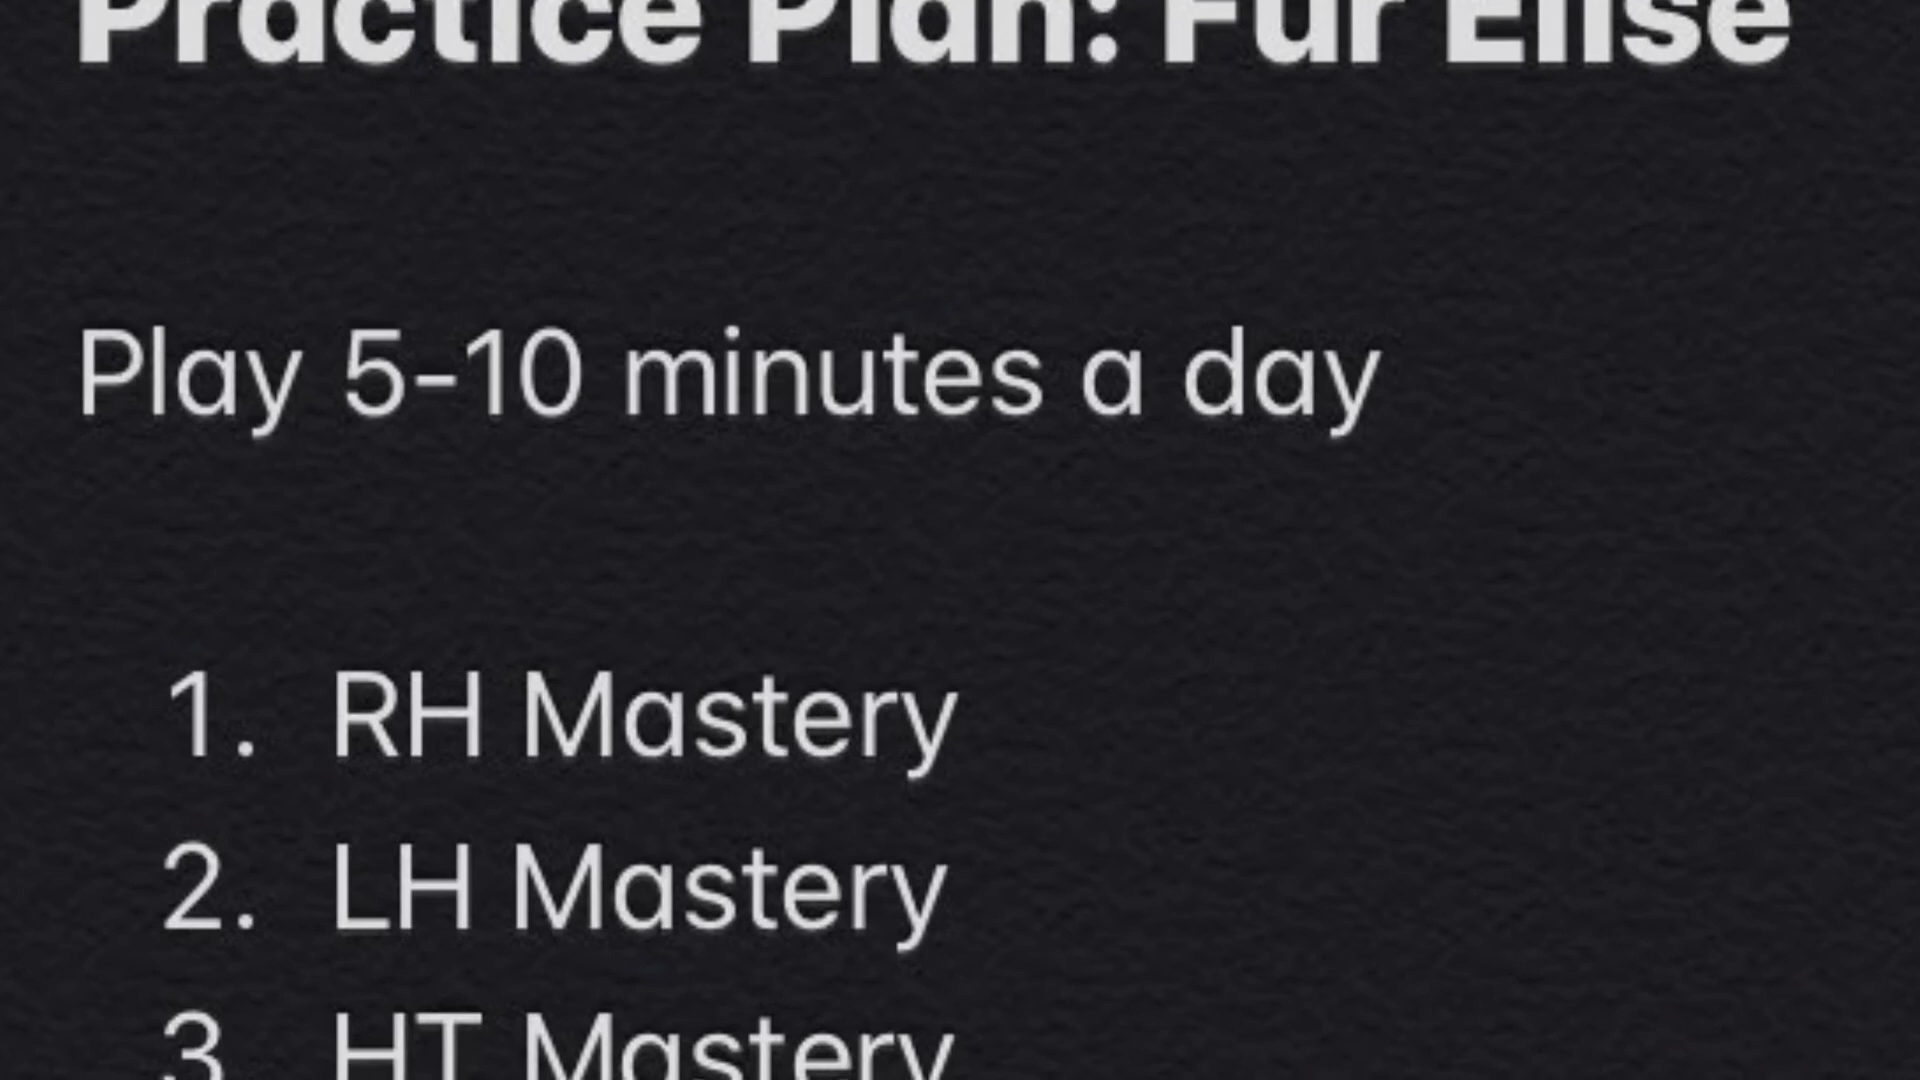 Practice Plan: Fur Elise
Play 5-10 minutes a day
1. RH Mastery
2. LH Mastery
3. HT Mastery